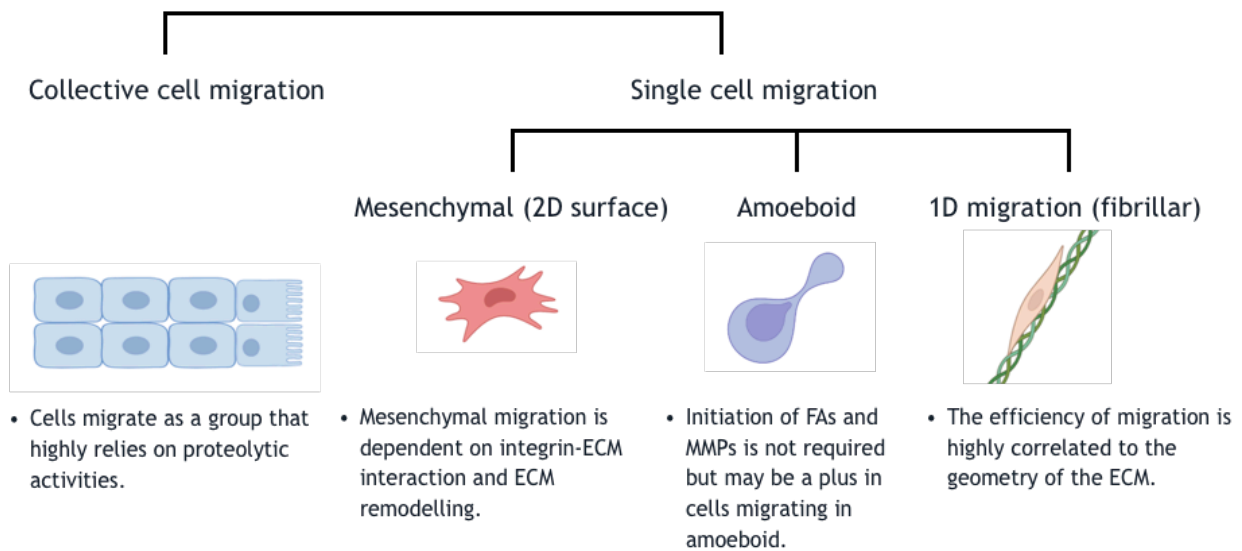 Collective cell migration
Single cell migration
Mesenchymal (2D surface)
Amoeboid
1D migration (fibrillar)
• Cells migrate as a group that
highly relies on proteolytic
activities.
• Mesenchymal migration is
dependent on integrin-ECM
interaction and ECM
remodelling.
• Initiation of FAs and
MMPs is not required
but may be a plus in
cells migrating in
amoeboid.
• The efficiency of migration is
highly correlated to the
geometry of the ECM.